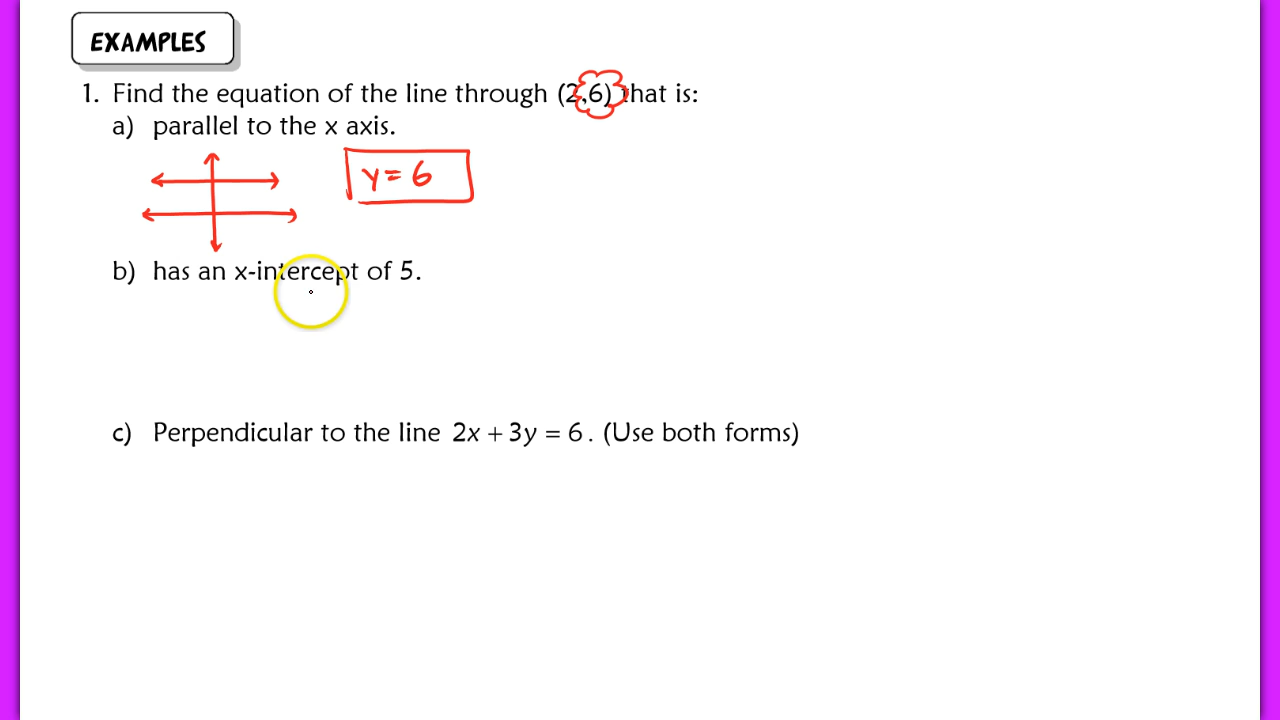 EXAMPLES
1. Find the equation of the line through (2,6) that is:
a) parallel to the x axis.
y = 6
b) has an x-intercept of 5.
c) Perpendicular to the line 2x + 3y = 6. (Use both forms)